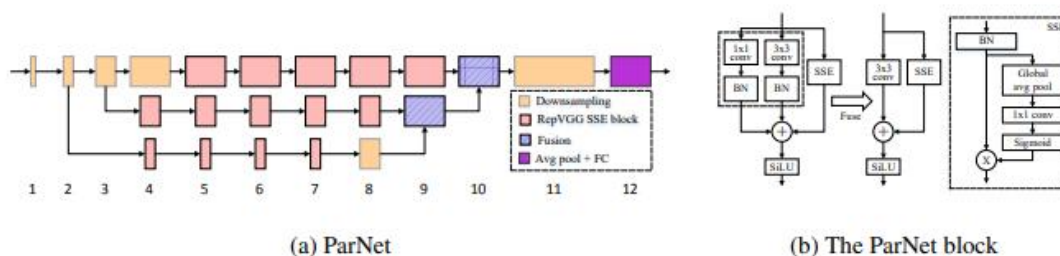 Downsampling
RepVGG SSE block
Fusion
Avg pool + FC
1 2 3 4 5 6 7 8 9 10 11 12
(a) ParNet
1x1
conv
3x3
conv
BN
BN
SSE
Fuse
3x3
conv
SSE
SiLU
SiLU
BN
Global
avg pool
1x1 conv
Sigmoid
X
(b) The ParNet block